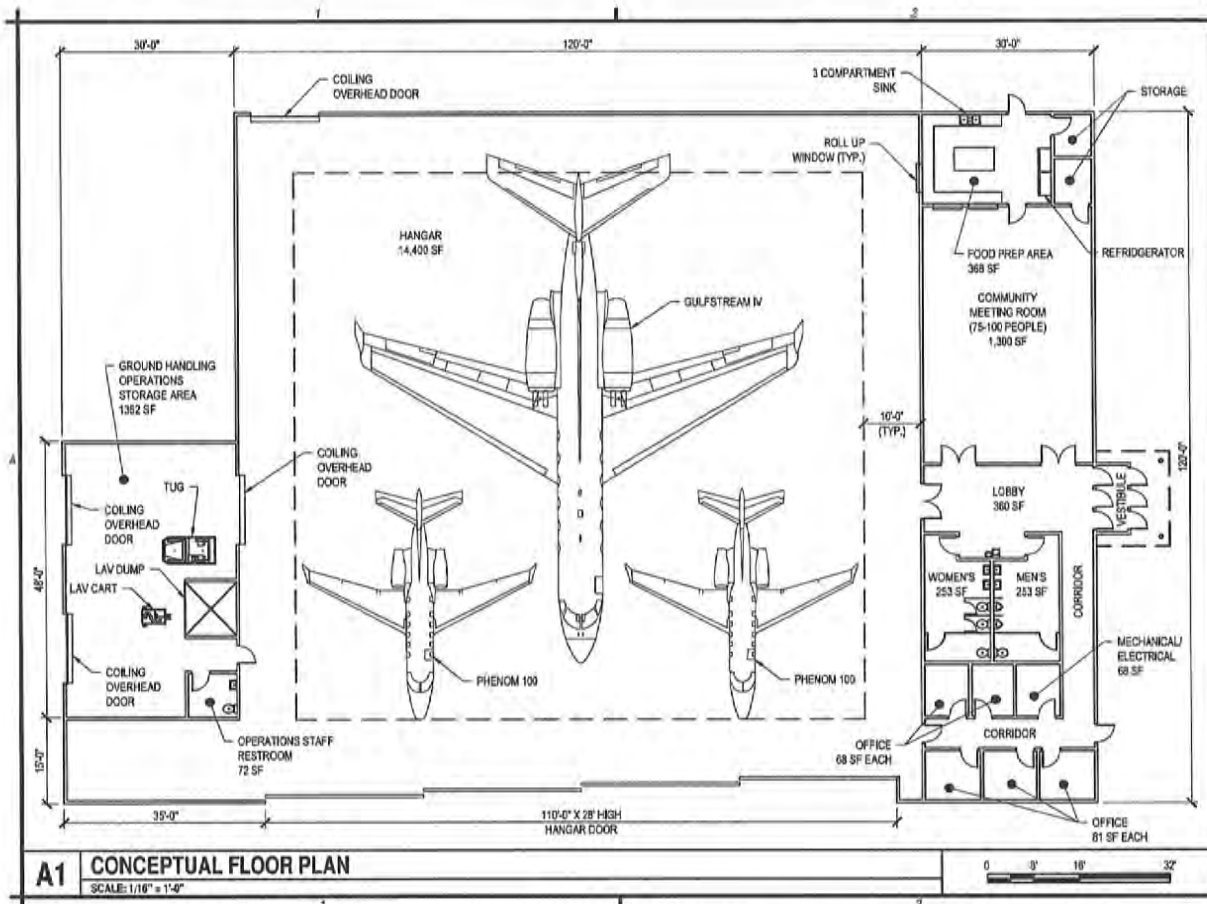 1
2
30'-0"
120'-0"
30'-0"
COILING
OVERHEAD DOOR
3 COMPARTMENT
SINK
STORAGE
ROLL UP
WINDOW (TYP.)
HANGAR
14,400 SF
FOOD PREP AREA
368 SF
REFRIDGERATOR
GULFSTREAM IV
COMMUNITY
MEETING ROOM
(75-100 PEOPLE)
1,300 SF
GROUND HANDLING
OPERATIONS
STORAGE AREA
1382 SF
10'-0"
(TYP.)
120'-0"
A
COILING
OVERHEAD
DOOR
TUG
COILING
OVERHEAD
DOOR
LOBBY
360 SF
VESTIBULE
LAV DUMP
LAV CART
48'-0"
WOMEN'S
253 SF
MEN'S
253 SF
CORRIDOR
MECHANICAL/
ELECTRICAL
68 SF
COILING
OVERHEAD
DOOR
PHENOM 100
PHENOM 100
OPERATIONS STAFF
RESTROOM
72 SF
CORRIDOR
OFFICE
68 SF EACH
15'-0"
35'-0"
110'-0" X 28' HIGH
HANGAR DOOR
OFFICE
81 SF EACH
A1
CONCEPTUAL FLOOR PLAN
SCALE: 1/16" = 1'-0"
0 8' 16' 32'